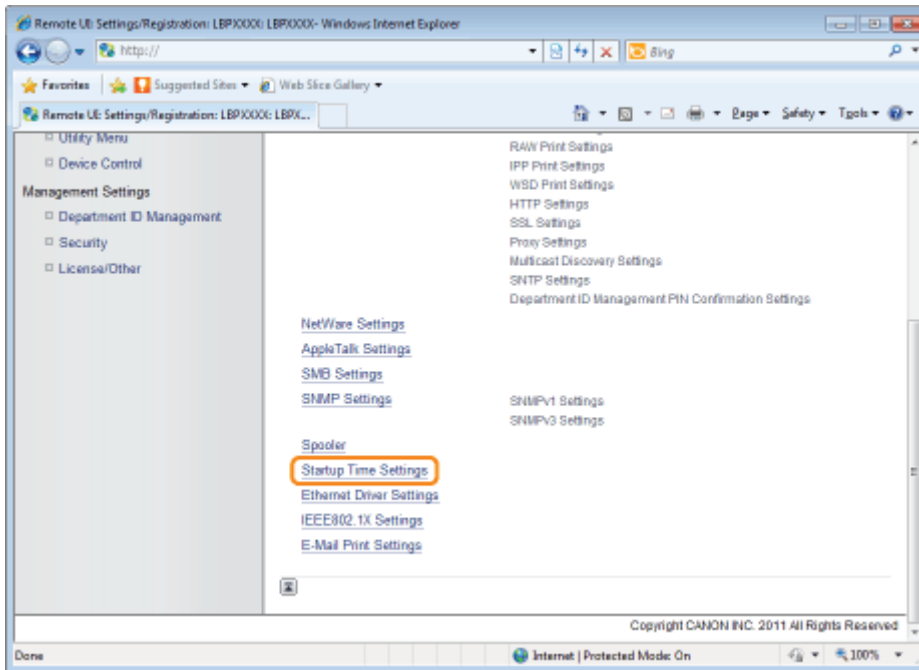 Remote UI: Settings/Registration: LBPXXXX: LBPXXXX- Windows Internet Explorer
http://
Bing
Favorites Suggested Sites Web Slice Gallery
Remote UI: Settings/Registration: LBPXXXX: LBPX...
Page Safety Tools
Utility Menu
Device Control
Management Settings
Department ID Management
Security
License/Other
RAW Print Settings
IPP Print Settings
WSD Print Settings
HTTP Settings
SSL Settings
Proxy Settings
Multicast Discovery Settings
SNTP Settings
Department ID Management PIN Confirmation Settings
NetWare Settings
AppleTalk Settings
SMB Settings
SNMP Settings
SNMPv1 Settings
SNMPv3 Settings
Spooler
Startup Time Settings
Ethernet Driver Settings
IEEE802.1X Settings
E-Mail Print Settings
Copyright CANON INC. 2011 All Rights Reserved
Done
Internet | Protected Mode: On
100%